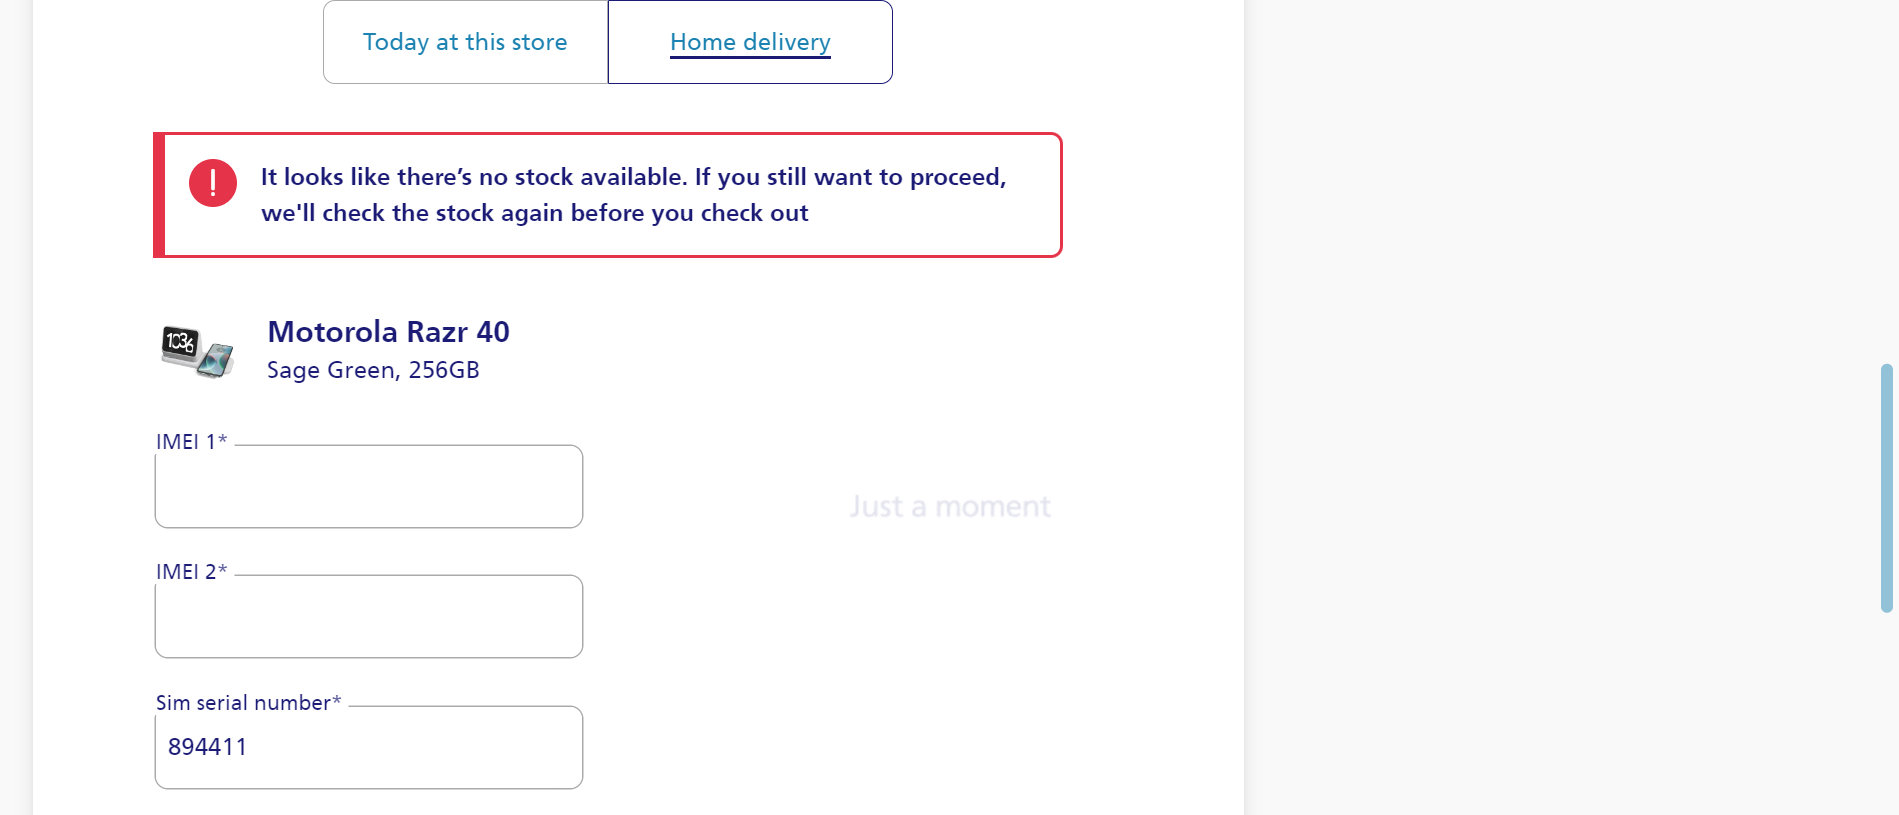 Today at this store
Home delivery
It looks like there’s no stock available. If you still want to proceed,
we'll check the stock again before you check out
1036
Motorola Razr 40
Sage Green, 256GB
IMEI 1*
Just a moment
IMEI 2*
Sim serial number*
894411